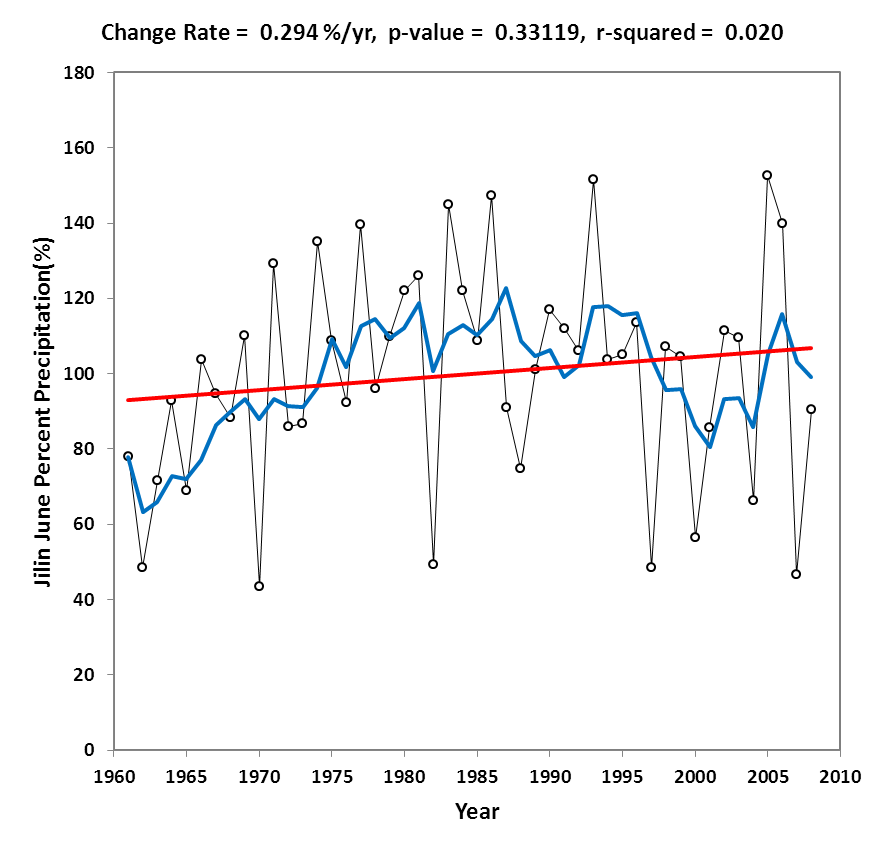 Change Rate = 0.294 %/yr, p-value = 0.33119, r-squared = 0.020
180
160
140
120
100
80
60
40
20
0
Jilin June Percent Precipitation(%)
1960 1965 1970 1975 1980 1985 1990 1995 2000 2005 2010
Year